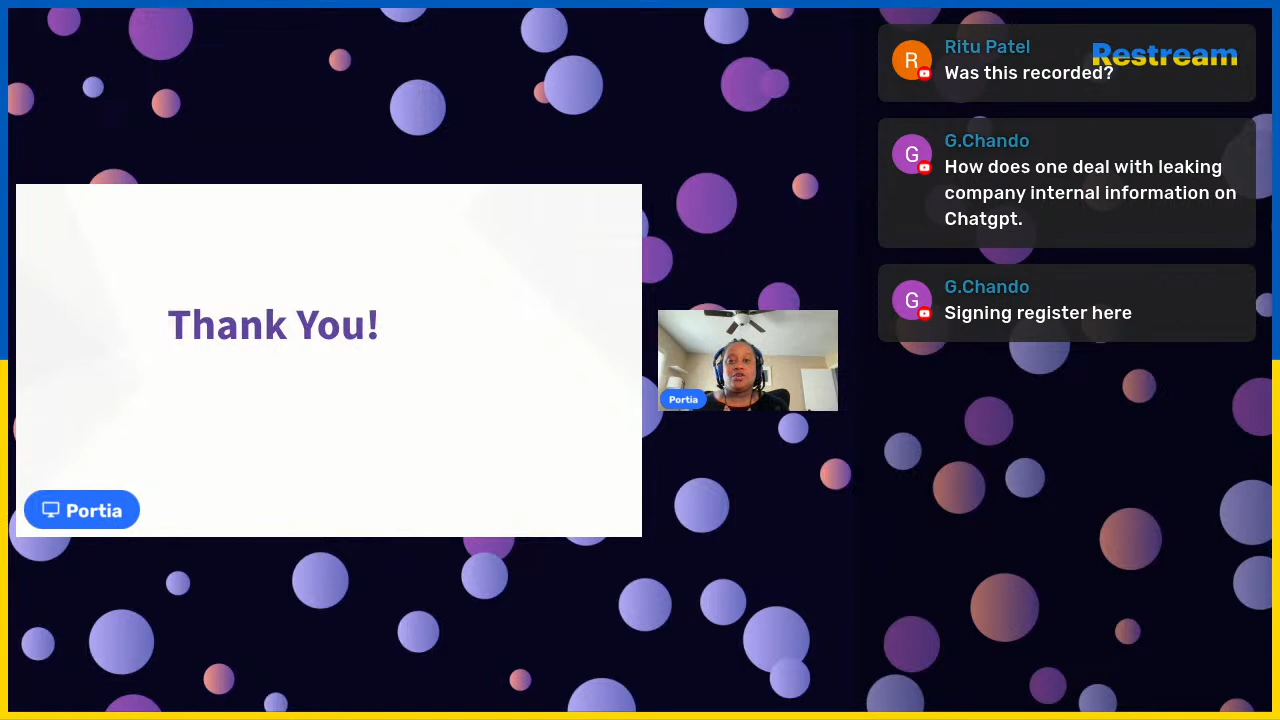 Thank You!
Portia
Portia
Restream
R
Ritu Patel
Was this recorded?
G
G.Chando
How does one deal with leaking
company internal information on
Chatgpt.
G
G.Chando
Signing register here